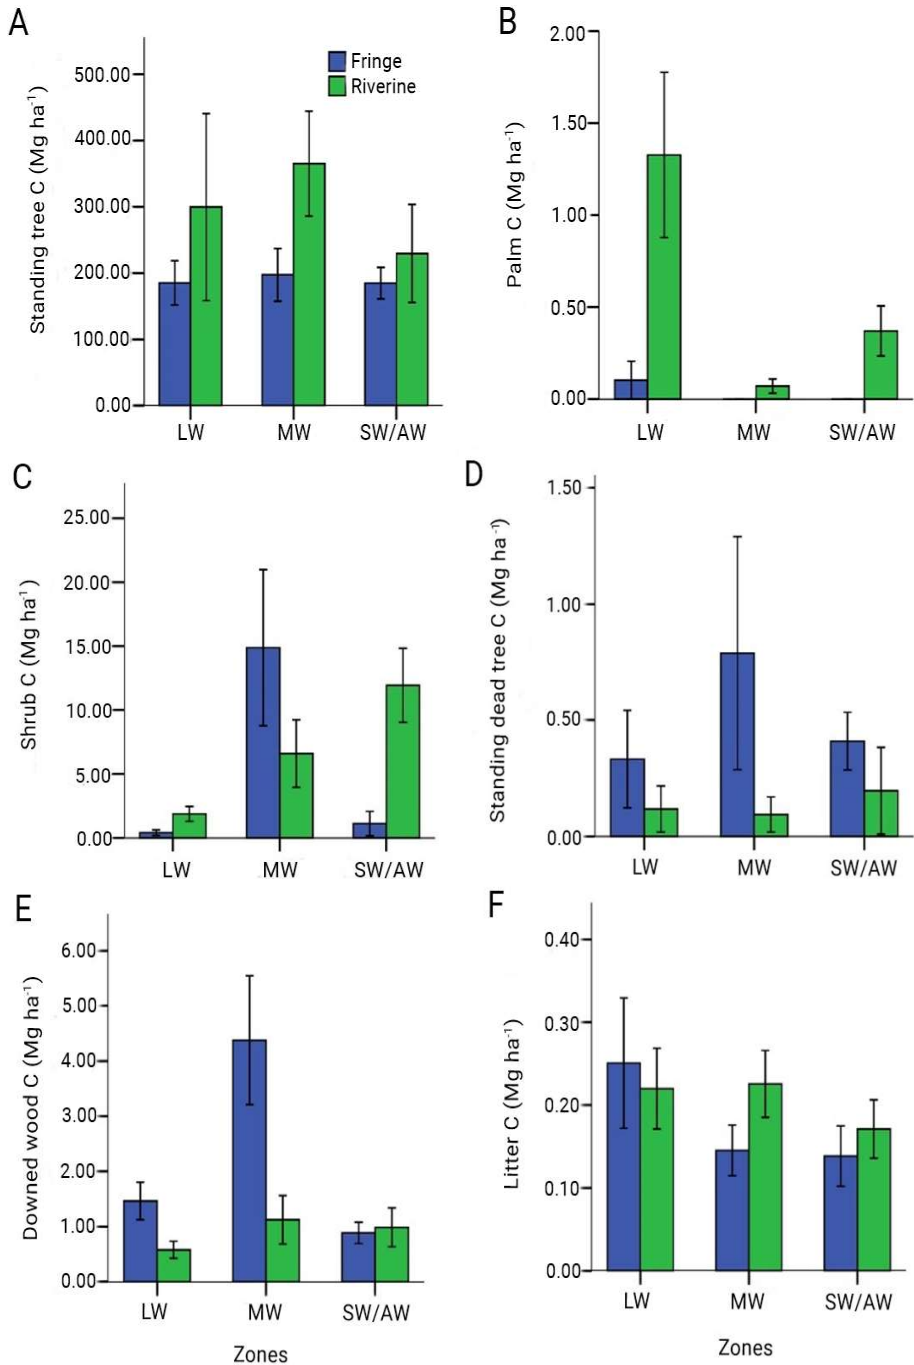 A
Standing tree C (Mg ha⁻¹)
500.00
400.00
300.00
200.00
100.00
0.00
Fringe
Riverine
LW MW SW/AW
B
Palm C (Mg ha⁻¹)
2.00
1.50
1.00
0.50
0.00
LW MW SW/AW
C
Shrub C (Mg ha⁻¹)
25.00
20.00
15.00
10.00
5.00
0.00
LW MW SW/AW
D
Standing dead tree C (Mg ha⁻¹)
1.50
1.00
0.50
0.00
LW MW SW/AW
E
Downed wood C (Mg ha⁻¹)
6.00
5.00
4.00
3.00
2.00
1.00
0.00
LW MW SW/AW
Zones
F
Litter C (Mg ha⁻¹)
0.40
0.30
0.20
0.10
0.00
LW MW SW/AW
Zones